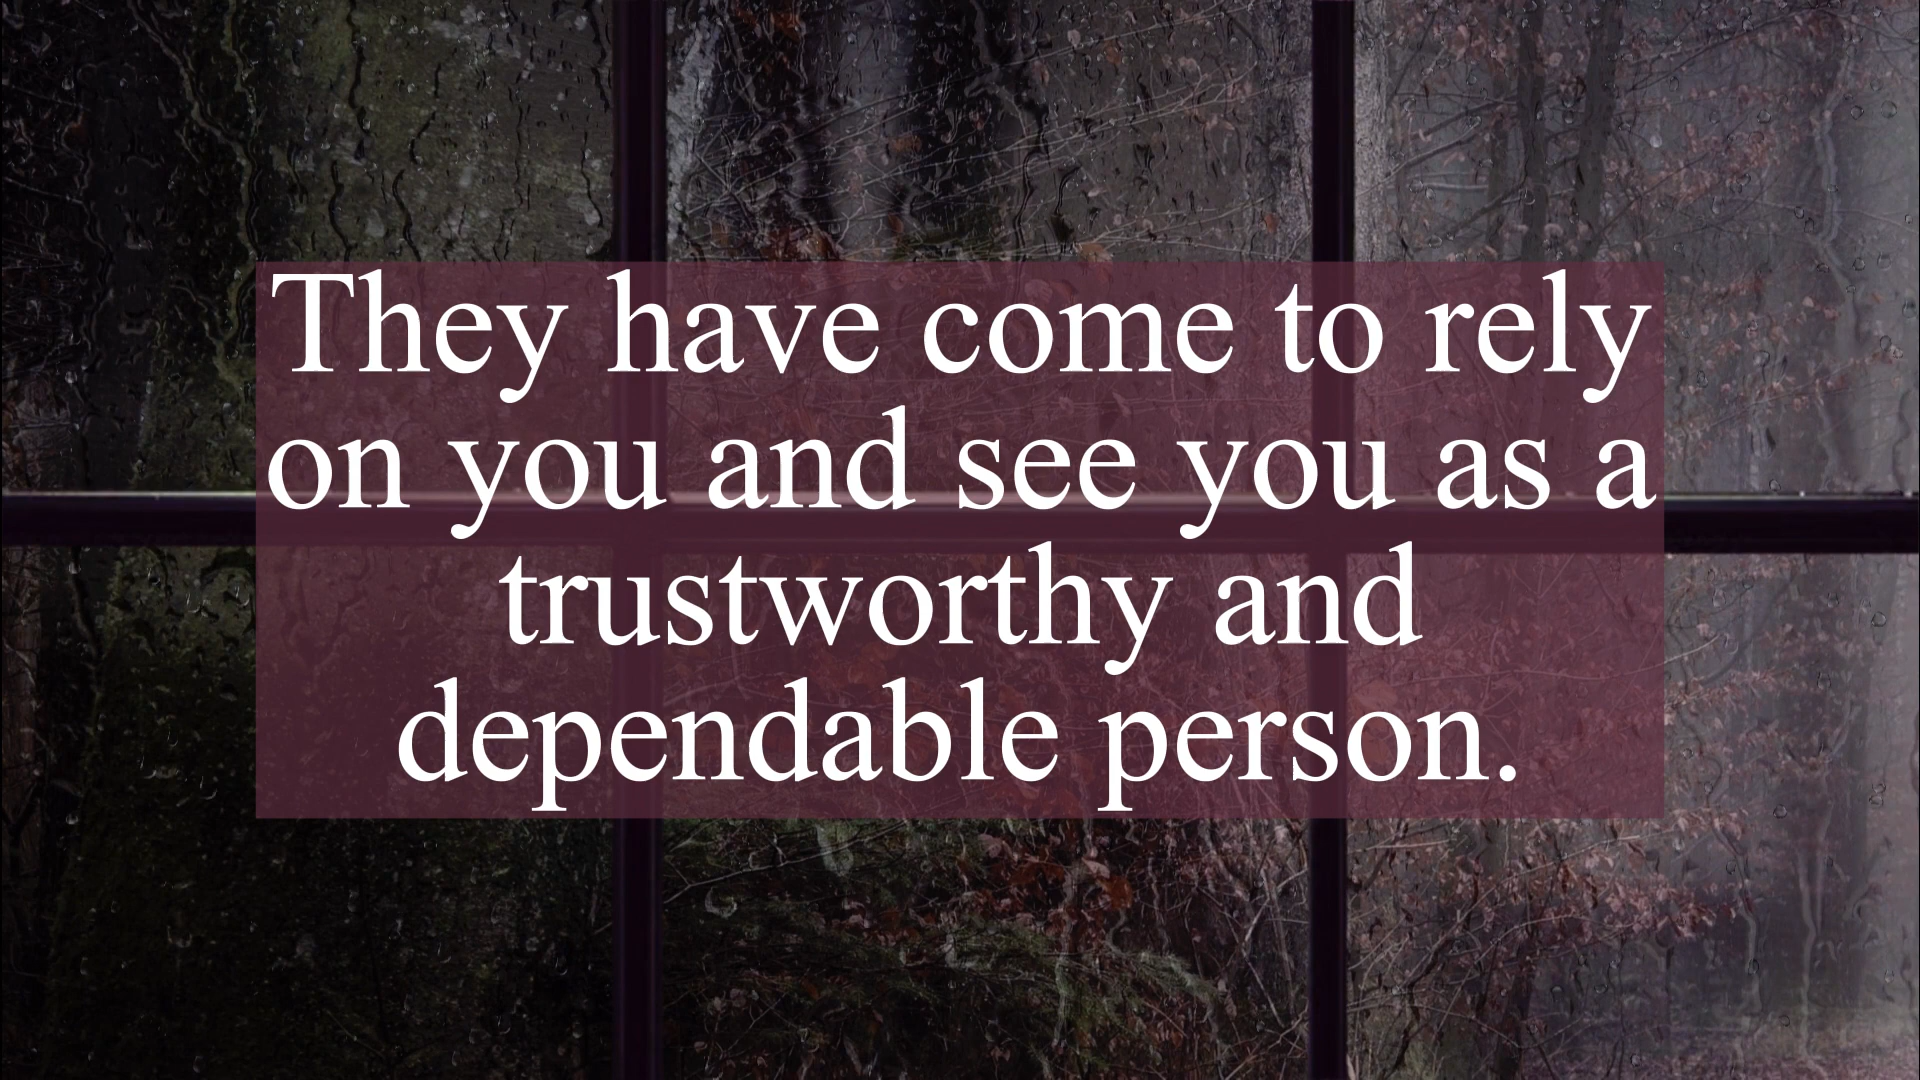 They have come to rely
on you and see you as a
trustworthy and
dependable person.